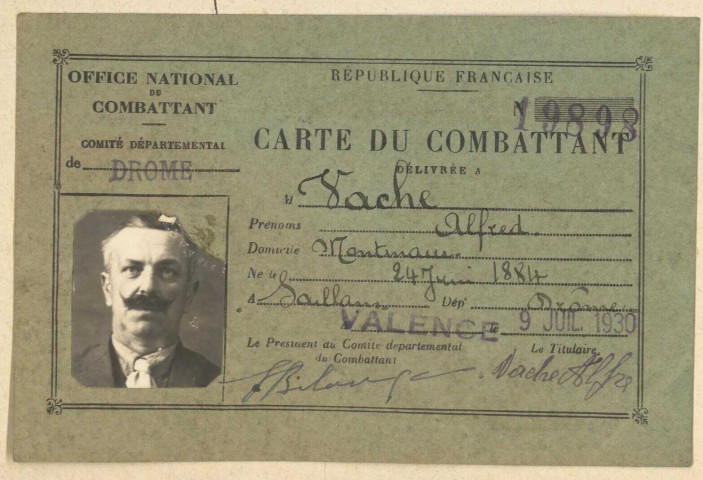 OFFICE NATIONAL
DU
COMBATTANT
COMITÉ DÉPARTEMENTAL
de DROME
RÉPUBLIQUE FRANÇAISE
N 19898
CARTE DU COMBATTANT
DÉLIVRÉE A
M Vache
Prénoms Alfred.
Domicile
Né le 24 Juin 1884
A Saillans Dép' Drôme
VALENCE le 9 JUIL 1930
Le Président du Comité départemental
du Combattant
Le Titulaire,
Vache Alfre